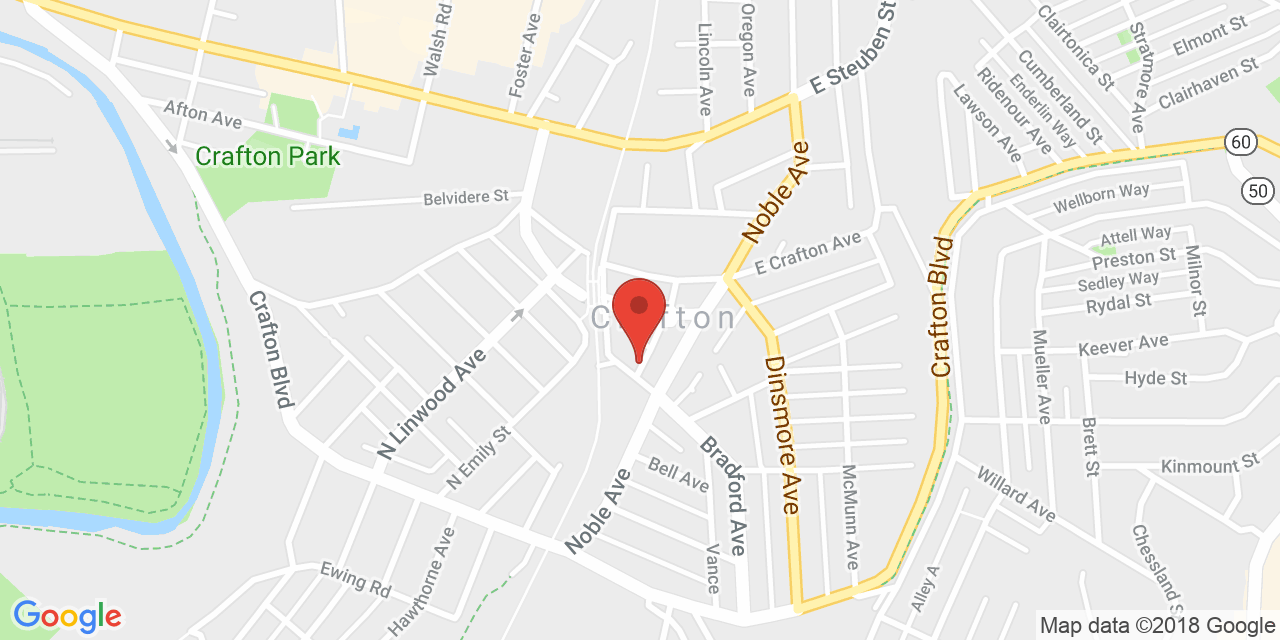 Walsh Rd
Foster Ave
Lincoln Ave
Oregon Ave
E Steuben St
Clairtonica St
Stratmore Ave
Elmont St
Clairhaven St
Cumberland St
Enderlin Way
Ridenour Ave
Lawson Ave
Afton Ave
Crafton Park
60
50
Belvidere St
Noble Ave
Wellborn Way
E Crafton Ave
Attell Way
Preston St
Sedley Way
Rydal St
Milnor St
Crafton Blvd
Crafton Blvd
Crafton
Mueller Ave
Keever Ave
Hyde St
N Linwood Ave
Dinsmore Ave
Brett St
N Emily St
Bradford Ave
Bell Ave
McMunn Ave
Kinmount St
Willard Ave
Noble Ave
Vance
Hawthorne Ave
Ewing Rd
Alley A
Chessland S
Google
Map data ©2018 Google